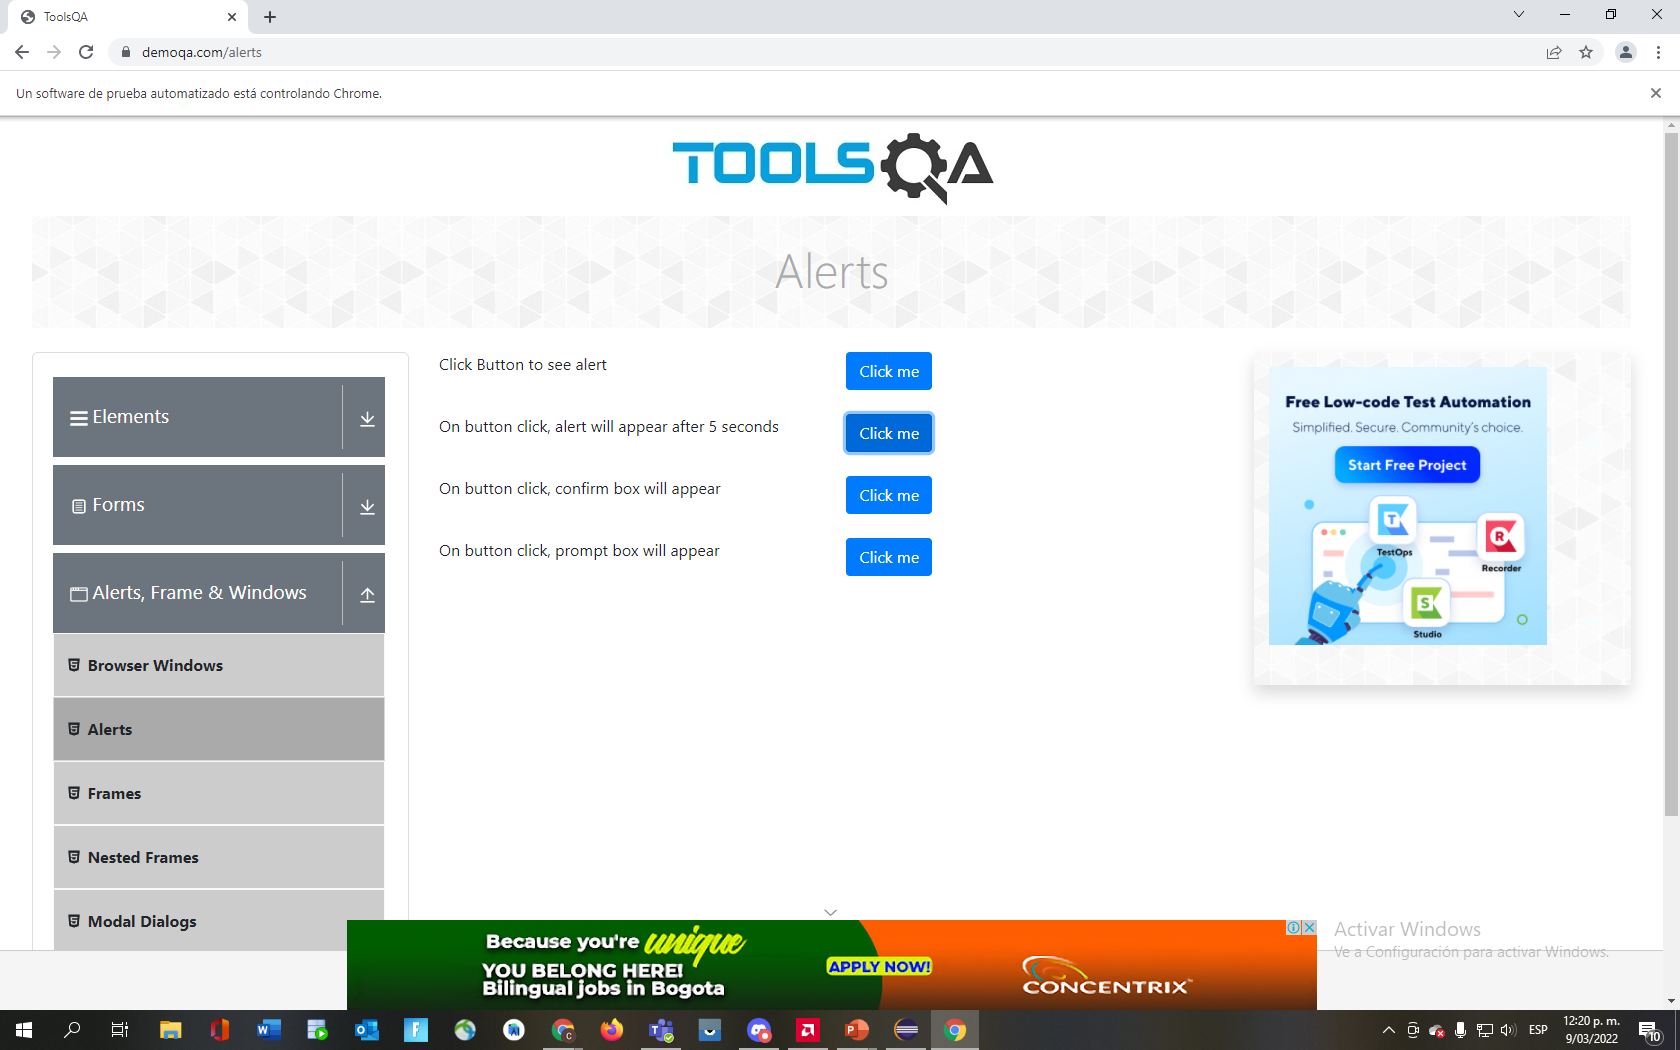 ToolsQA
demoqa.com/alerts
Un software de prueba automatizado está controlando Chrome.
TOOLSQA
Alerts
Elements
Forms
Alerts, Frame & Windows
Browser Windows
Alerts
Frames
Nested Frames
Modal Dialogs
Click Button to see alert
Click me
On button click, alert will appear after 5 seconds
Click me
On button click, confirm box will appear
Click me
On button click, prompt box will appear
Click me
Free Low-code Test Automation
Simplified. Secure. Community's choice.
Start Free Project
TestOps
Recorder
Studio
Because you're unique
YOU BELONG HERE!
Bilingual jobs in Bogota
APPLY NOW!
CONCENTRIX
Activar Windows
Ve a Configuración para activar Windows.
ESP
12:20 p. m.
9/03/2022
10